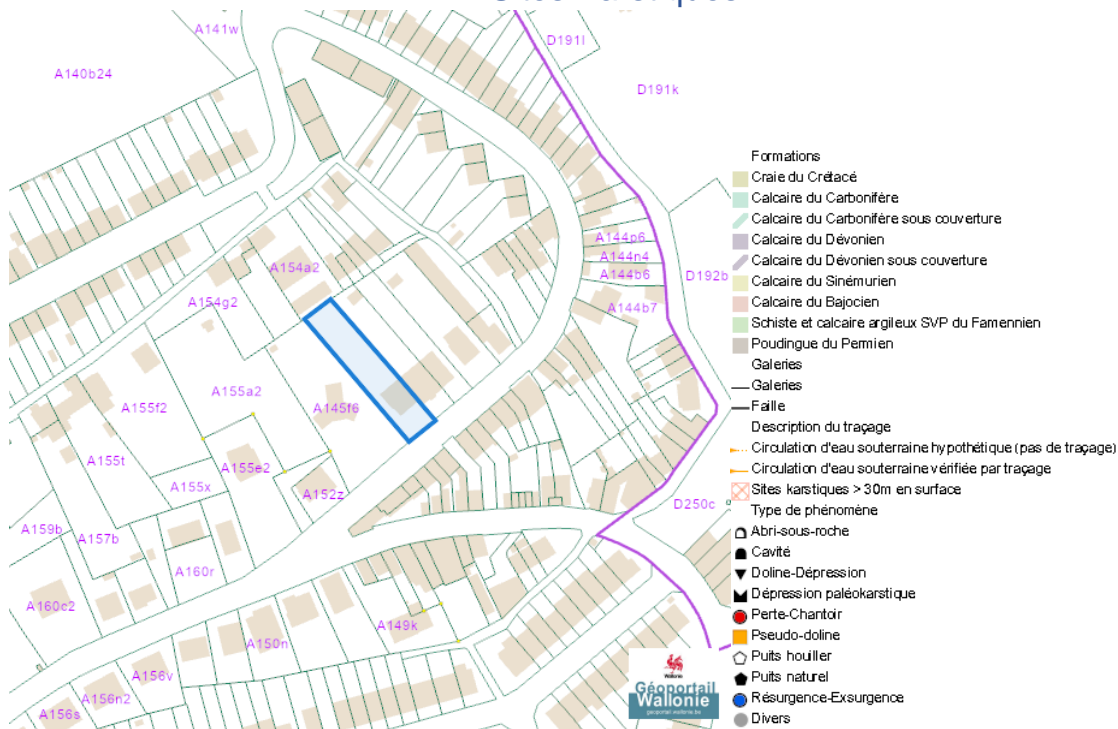 A141w
D191l
A140b24
D191k
Formations
Craie du Crétacé
Calcaire du Carbonifère
Calcaire du Carbonifère sous couverture
Calcaire du Dévonien
Calcaire du Dévonien sous couverture
Calcaire du Sinémurien
Calcaire du Bajocien
Schiste et calcaire argileux SVP du Famennien
Poudingue du Permien
Galeries
Galeries
Faille
Description du traçage
Circulation d'eau souterraine hypothétique (pas de traçage)
Circulation d'eau souterraine vérifiée par traçage
Sites karstiques > 30m en surface
Type de phénomène
Abri-sous-roche
Cavité
Doline-Dépression
Dépression paléokarstique
Perte-Chantoir
Pseudo-doline
Puits houiller
Puits naturel
Résurgence-Exsurgence
Divers
A144p6
A144n4
A144b6
D192b
A154a2
A154g2
A144b7
A155a2
A155f2
A145f6
A155t
A155e2
A155x
A152z
D250c
A159b
A157b
A160r
A160c2
A149k
A150n
A156v
A156n2
A156s
Wallonie
Géoportail
Wallonie
geoportail.wallonie.be